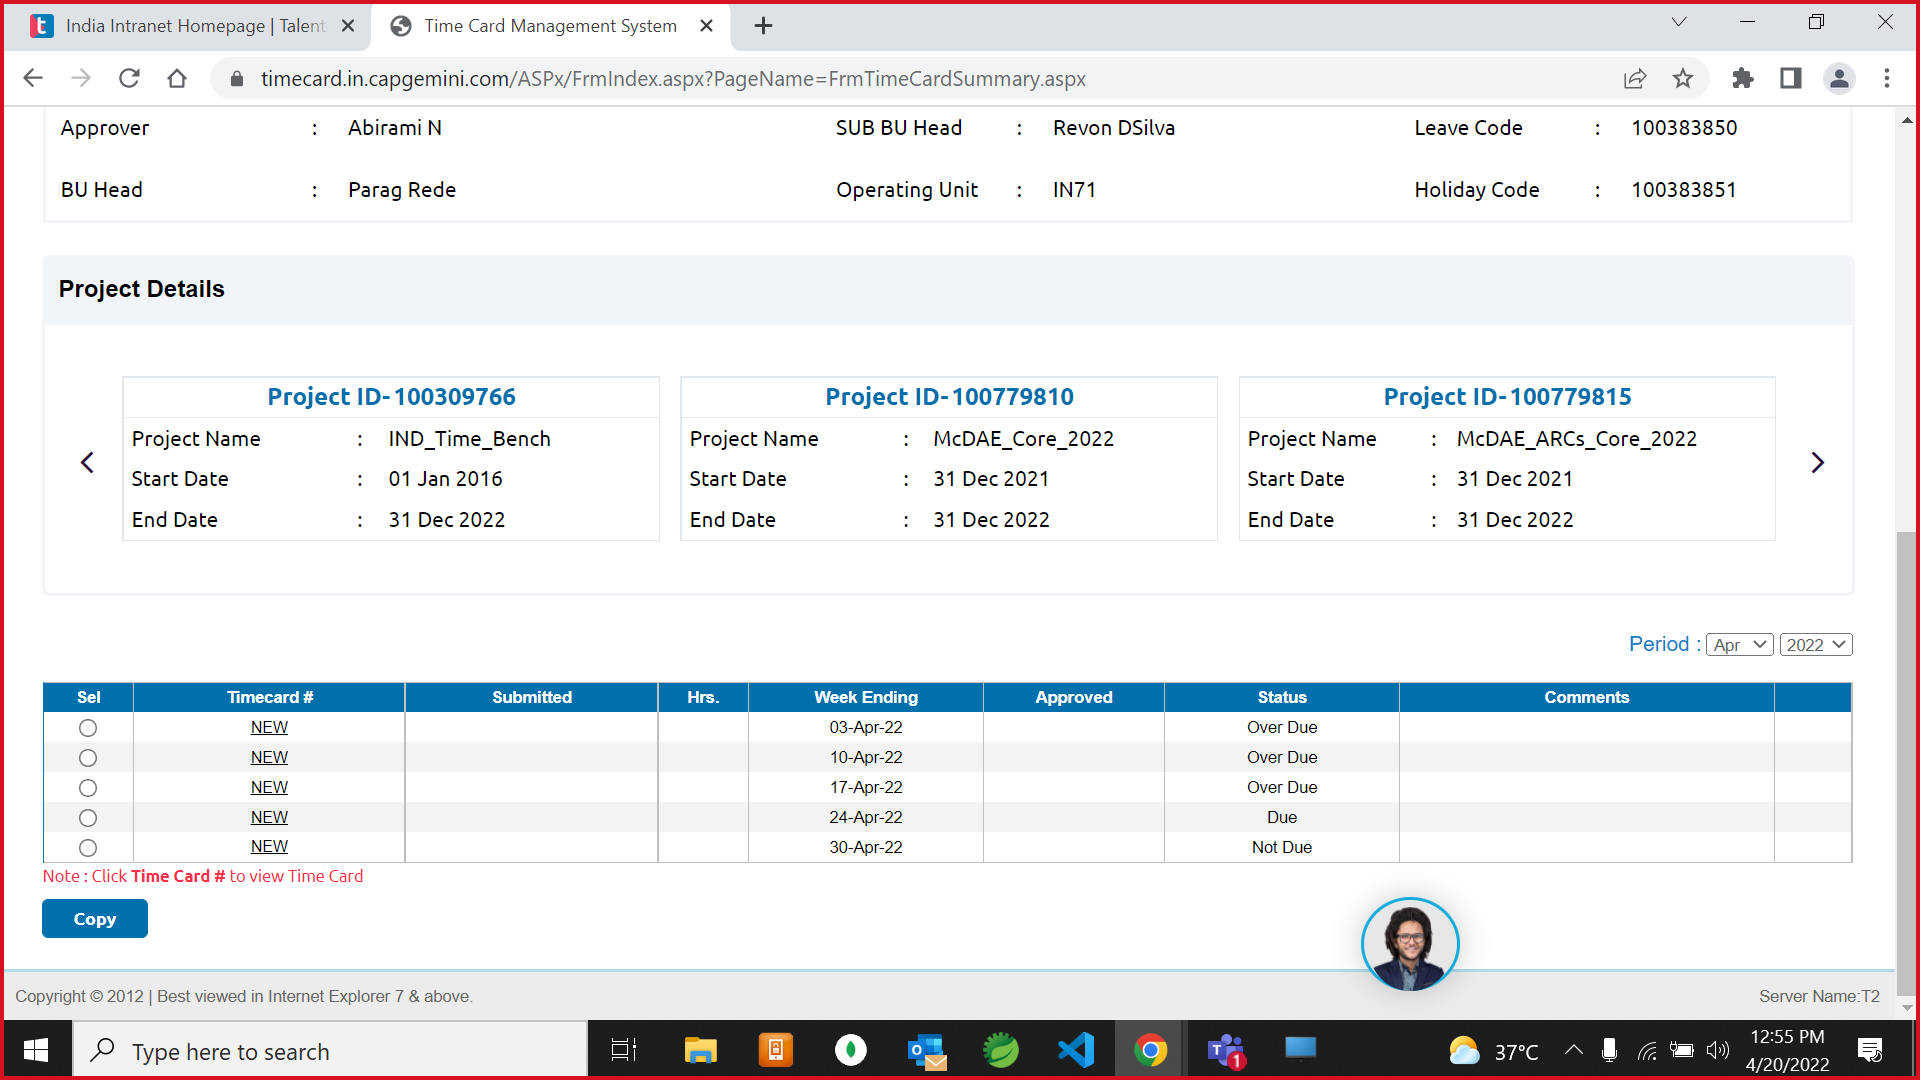 India Intranet Homepage | Talent
Time Card Management System
timecard.in.capgemini.com/ASPx/FrmIndex.aspx?PageName=FrmTimeCardSummary.aspx
Approver : Abirami N SUB BU Head : Revon DSilva Leave Code : 100383850
BU Head : Parag Rede Operating Unit : IN71 Holiday Code : 100383851
Project Details
Project ID-100309766 Project ID-100779810 Project ID-100779815
Project Name : IND_Time_Bench Project Name : McDAE_Core_2022 Project Name : McDAE_ARCs_Core_2022
Start Date : 01 Jan 2016 Start Date : 31 Dec 2021 Start Date : 31 Dec 2021
End Date : 31 Dec 2022 End Date : 31 Dec 2022 End Date : 31 Dec 2022
Period : Apr 2022
Sel Timecard # Submitted Hrs. Week Ending Approved Status Comments
NEW 03-Apr-22 Over Due
NEW 10-Apr-22 Over Due
NEW 17-Apr-22 Over Due
NEW 24-Apr-22 Due
NEW 30-Apr-22 Not Due
Note : Click Time Card # to view Time Card
Copy
Copyright © 2012 | Best viewed in Internet Explorer 7 & above. Server Name:T2
Type here to search
1
37°C
12:55 PM
4/20/2022